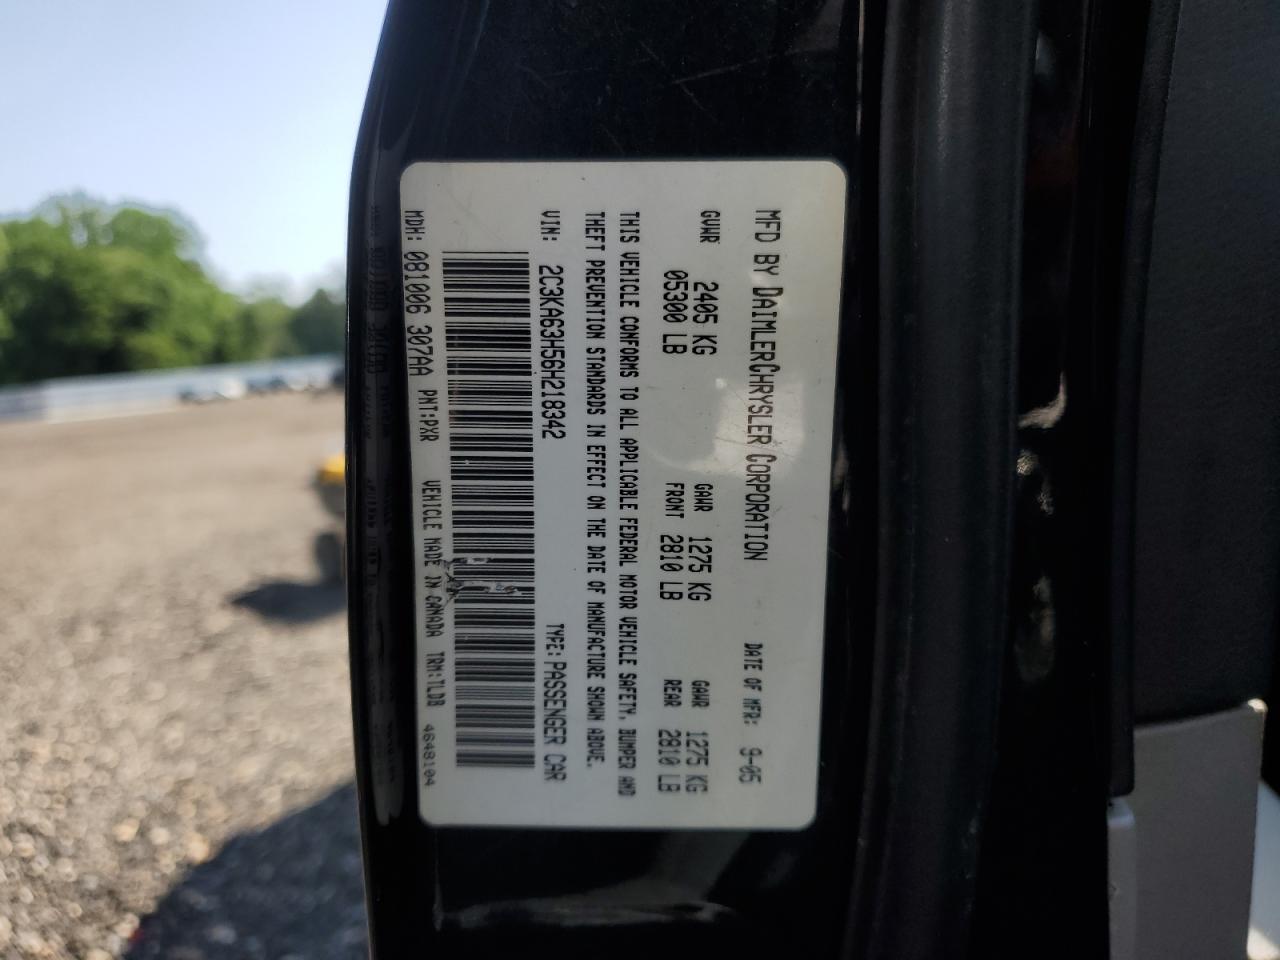 MFD BY DAIMLERCHRYSLER CORPORATION DATE OF MFR: 9-05
GVWR 2405 KG GAWR 1275 KG GAWR 1275 KG
05300 LB FRONT 2810 LB REAR 2810 LB
THIS VEHICLE CONFORMS TO ALL APPLICABLE FEDERAL MOTOR VEHICLE SAFETY, BUMPER AND
THEFT PREVENTION STANDARDS IN EFFECT ON THE DATE OF MANUFACTURE SHOWN ABOVE.
VIN: 2C3KA63H56H218342 TYPE: PASSENGER CAR
MDH: 081006 307AA PNT:PXR VEHICLE MADE IN CANADA TRM:TLDB 4648104